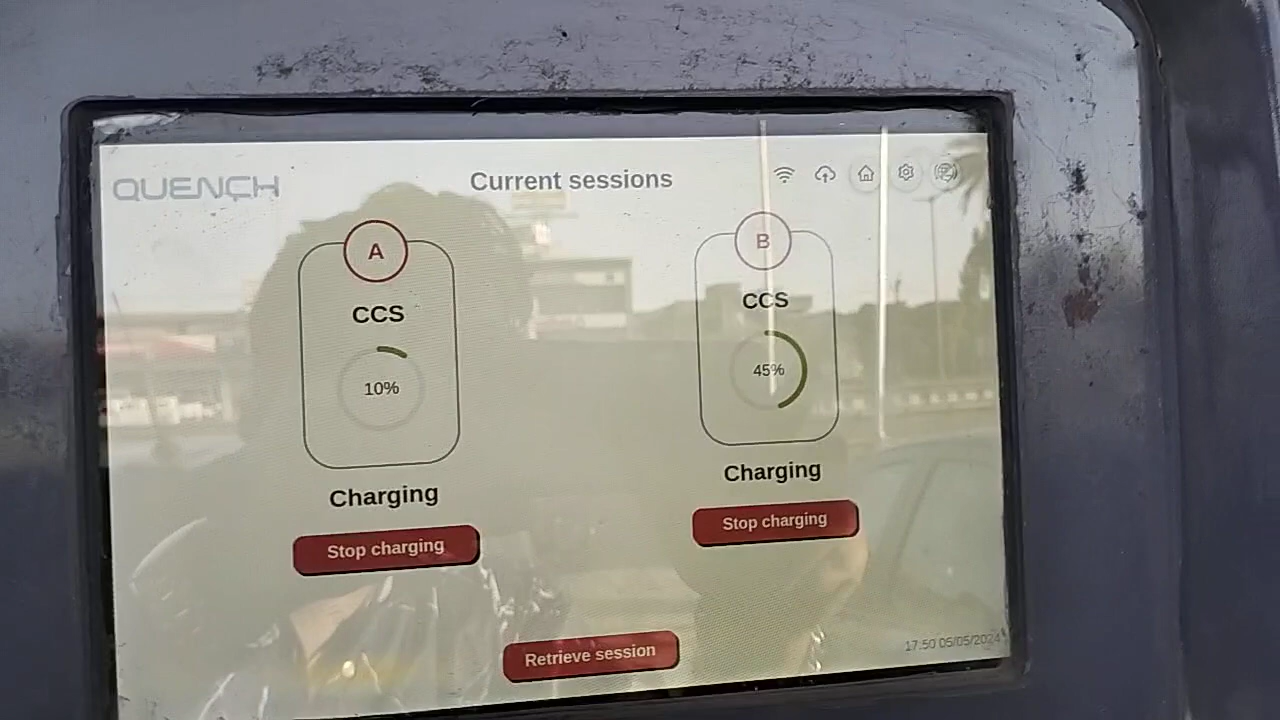 QUENCH
Current sessions
A
CCS
10%
Charging
Stop charging
B
CCS
45%
Charging
Stop charging
Retrieve session
17:50 05/05/2024